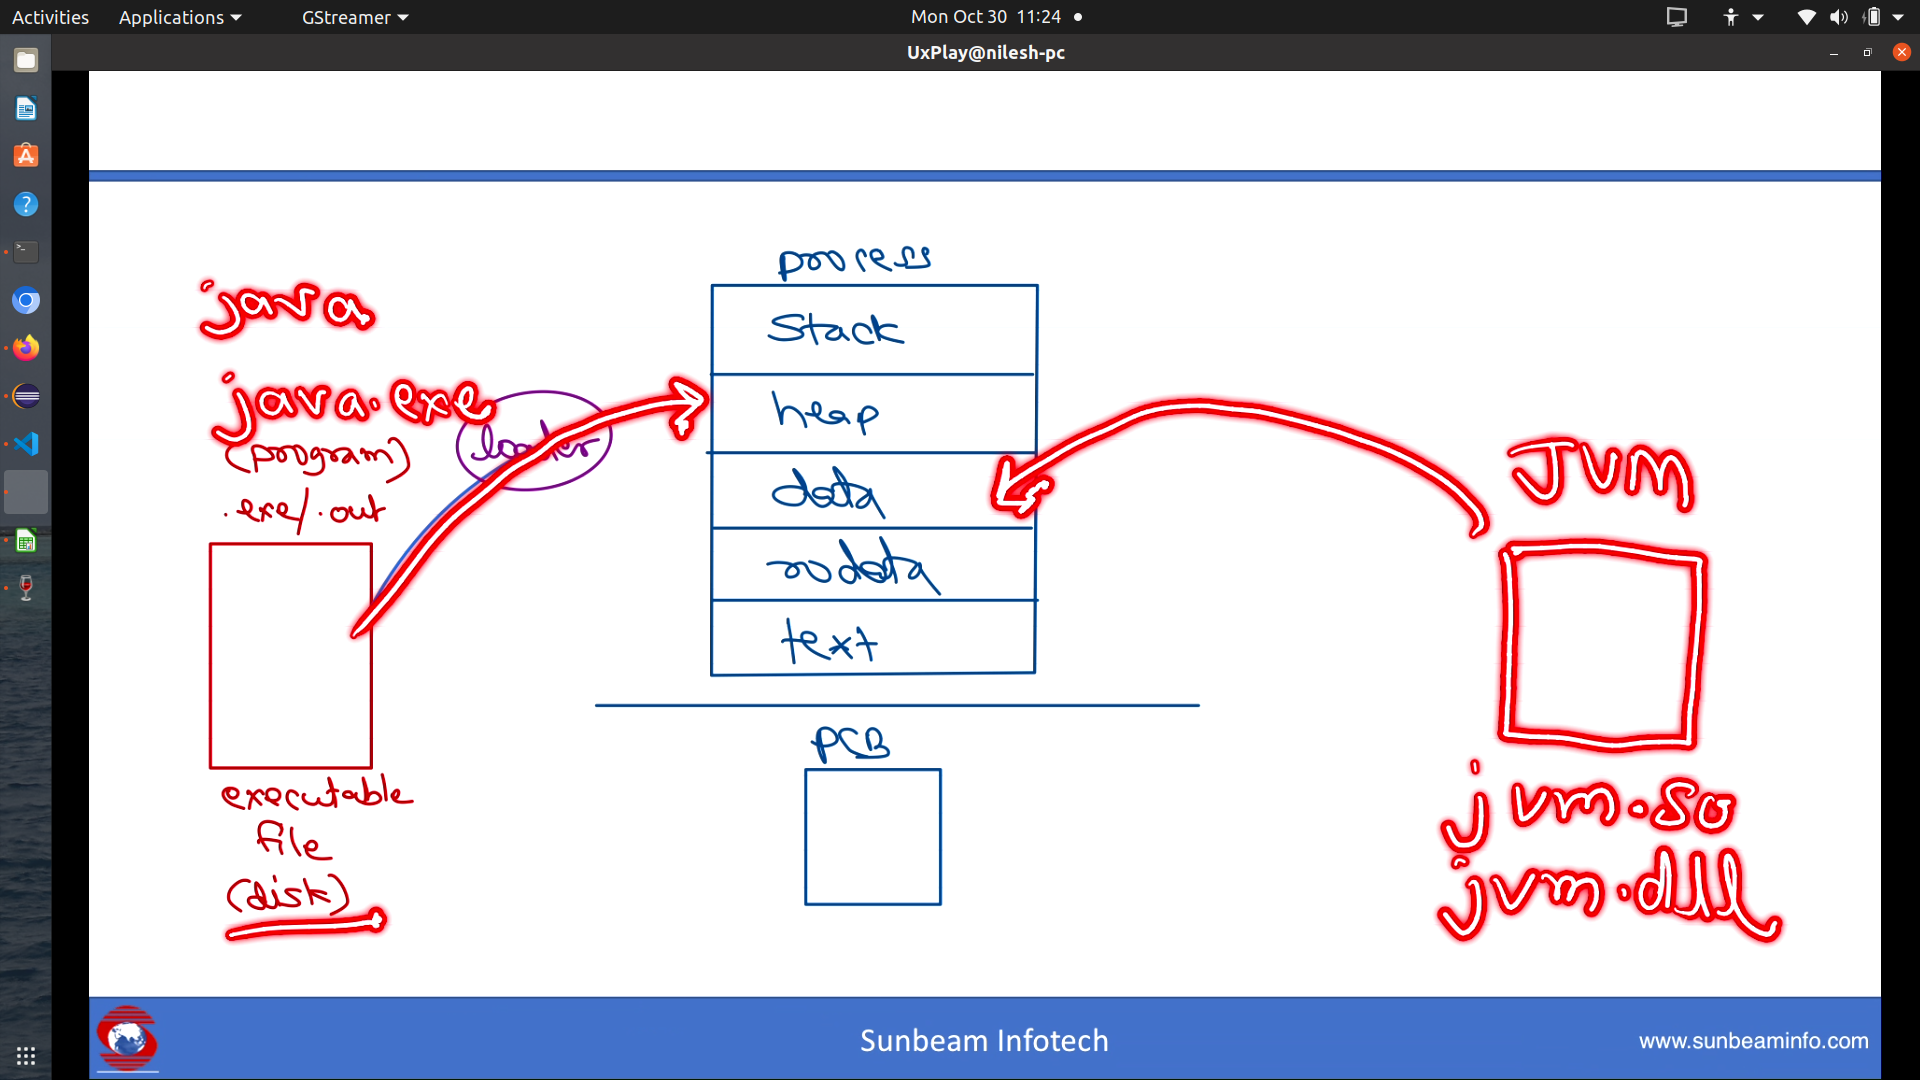 Activities
Applications
GStreamer
Mon Oct 30 11:24
UxPlay@nilesh-pc
java
java.exe
(program)
.exe/.out
executable
file
(disk)
loader
process
Stack
heap
data
rodata
text
PCB
JVM
jvm.so
jvm.dll
Sunbeam Infotech
www.sunbeaminfo.com